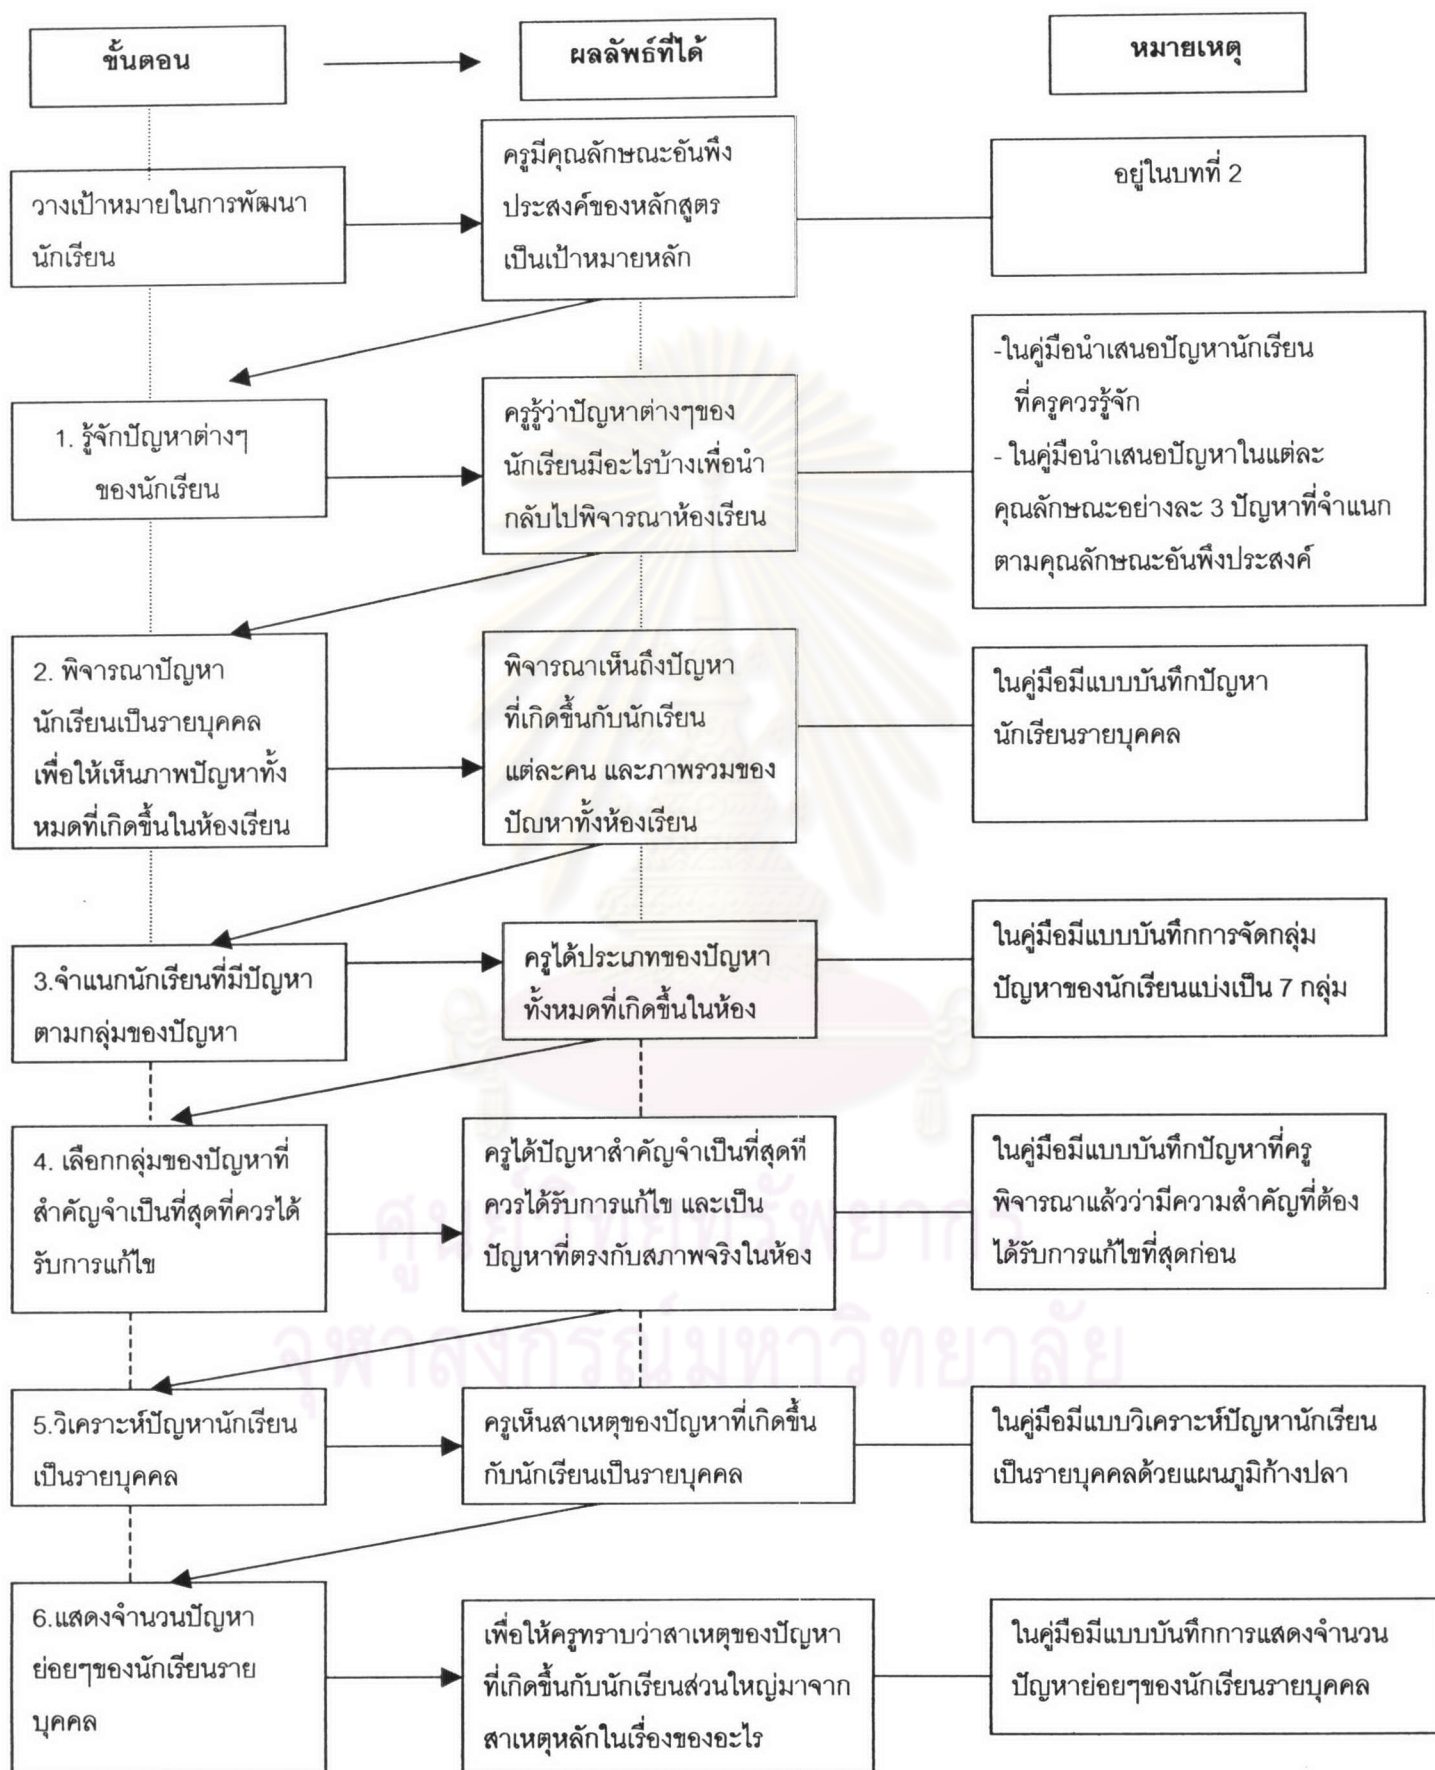 ขั้นตอน
ผลลัพธ์ที่ได้
หมายเหตุ
วางเป้าหมายในการพัฒนา
นักเรียน
ครูมีคุณลักษณะอันพึง
ประสงค์ของหลักสูตร
เป็นเป้าหมายหลัก
อยู่ในบทที่ 2
1. รู้จักปัญหาต่างๆ
ของนักเรียน
ครูรู้ว่าปัญหาต่างๆของ
นักเรียนมีอะไรบ้างเพื่อนำ
กลับไปพิจารณาห้องเรียน
-ในคู่มือนำเสนอปัญหานักเรียน
ที่ครูควรรู้จัก
- ในคู่มือนำเสนอปัญหาในแต่ละ
คุณลักษณะอย่างละ 3 ปัญหาที่จำแนก
ตามคุณลักษณะอันพึงประสงค์
2. พิจารณาปัญหา
นักเรียนเป็นรายบุคคล
เพื่อให้เห็นภาพปัญหาทั้ง
หมดที่เกิดขึ้นในห้องเรียน
พิจารณาเห็นถึงปัญหา
ที่เกิดขึ้นกับนักเรียน
แต่ละคน และภาพรวมของ
ปัญหาทั้งห้องเรียน
ในคู่มือมีแบบบันทึกปัญหา
นักเรียนรายบุคคล
3.จำแนกนักเรียนที่มีปัญหา
ตามกลุ่มของปัญหา
ครูได้ประเภทของปัญหา
ทั้งหมดที่เกิดขึ้นในห้อง
ในคู่มือมีแบบบันทึกการจัดกลุ่ม
ปัญหาของนักเรียนแบ่งเป็น 7 กลุ่ม
4. เลือกกลุ่มของปัญหาที่
สำคัญจำเป็นที่สุดที่ควรได้
รับการแก้ไข
ครูได้ปัญหาสำคัญจำเป็นที่สุดที่
ควรได้รับการแก้ไข และเป็น
ปัญหาที่ตรงกับสภาพจริงในห้อง
ในคู่มือมีแบบบันทึกปัญหาที่ครู
พิจารณาแล้วว่ามีความสำคัญที่ต้อง
ได้รับการแก้ไขที่สุดก่อน
ศูนย์วิทยทรัพยากร
จุฬาลงกรณ์มหาวิทยาลัย
5.วิเคราะห์ปัญหานักเรียน
เป็นรายบุคคล
ครูเห็นสาเหตุของปัญหาที่เกิดขึ้น
กับนักเรียนเป็นรายบุคคล
ในคู่มือมีแบบวิเคราะห์ปัญหานักเรียน
เป็นรายบุคคลด้วยแผนภูมิก้างปลา
6.แสดงจำนวนปัญหา
ย่อยๆของนักเรียนราย
บุคคล
เพื่อให้ครูทราบว่าสาเหตุของปัญหา
ที่เกิดขึ้นกับนักเรียนส่วนใหญ่มาจาก
สาเหตุหลักในเรื่องของอะไร
ในคู่มือมีแบบบันทึกการแสดงจำนวน
ปัญหาย่อยๆของนักเรียนรายบุคคล